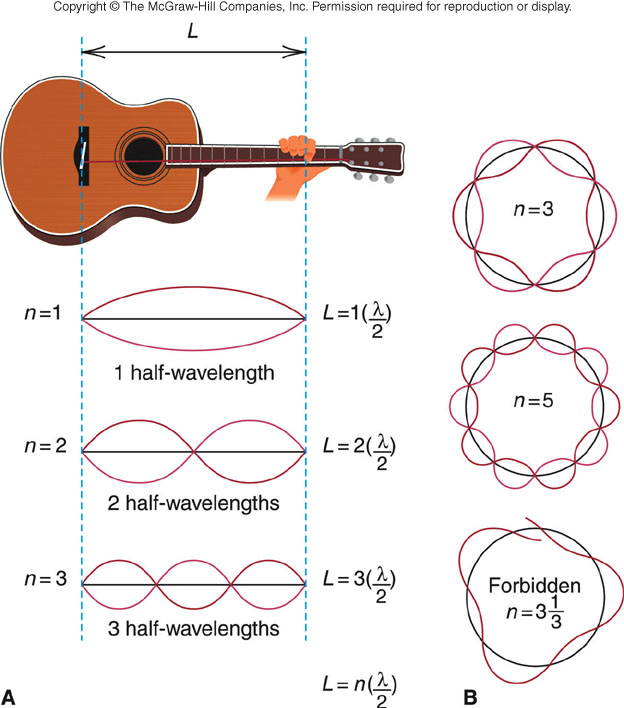 Copyright © The McGraw-Hill Companies, Inc. Permission required for reproduction or display.
L
n=1
L=1(λ/2)
1 half-wavelength
n=2
L=2(λ/2)
2 half-wavelengths
n=3
L=3(λ/2)
3 half-wavelengths
L=n(λ/2)
A
n=3
n=5
Forbidden
n=3 1/3
B